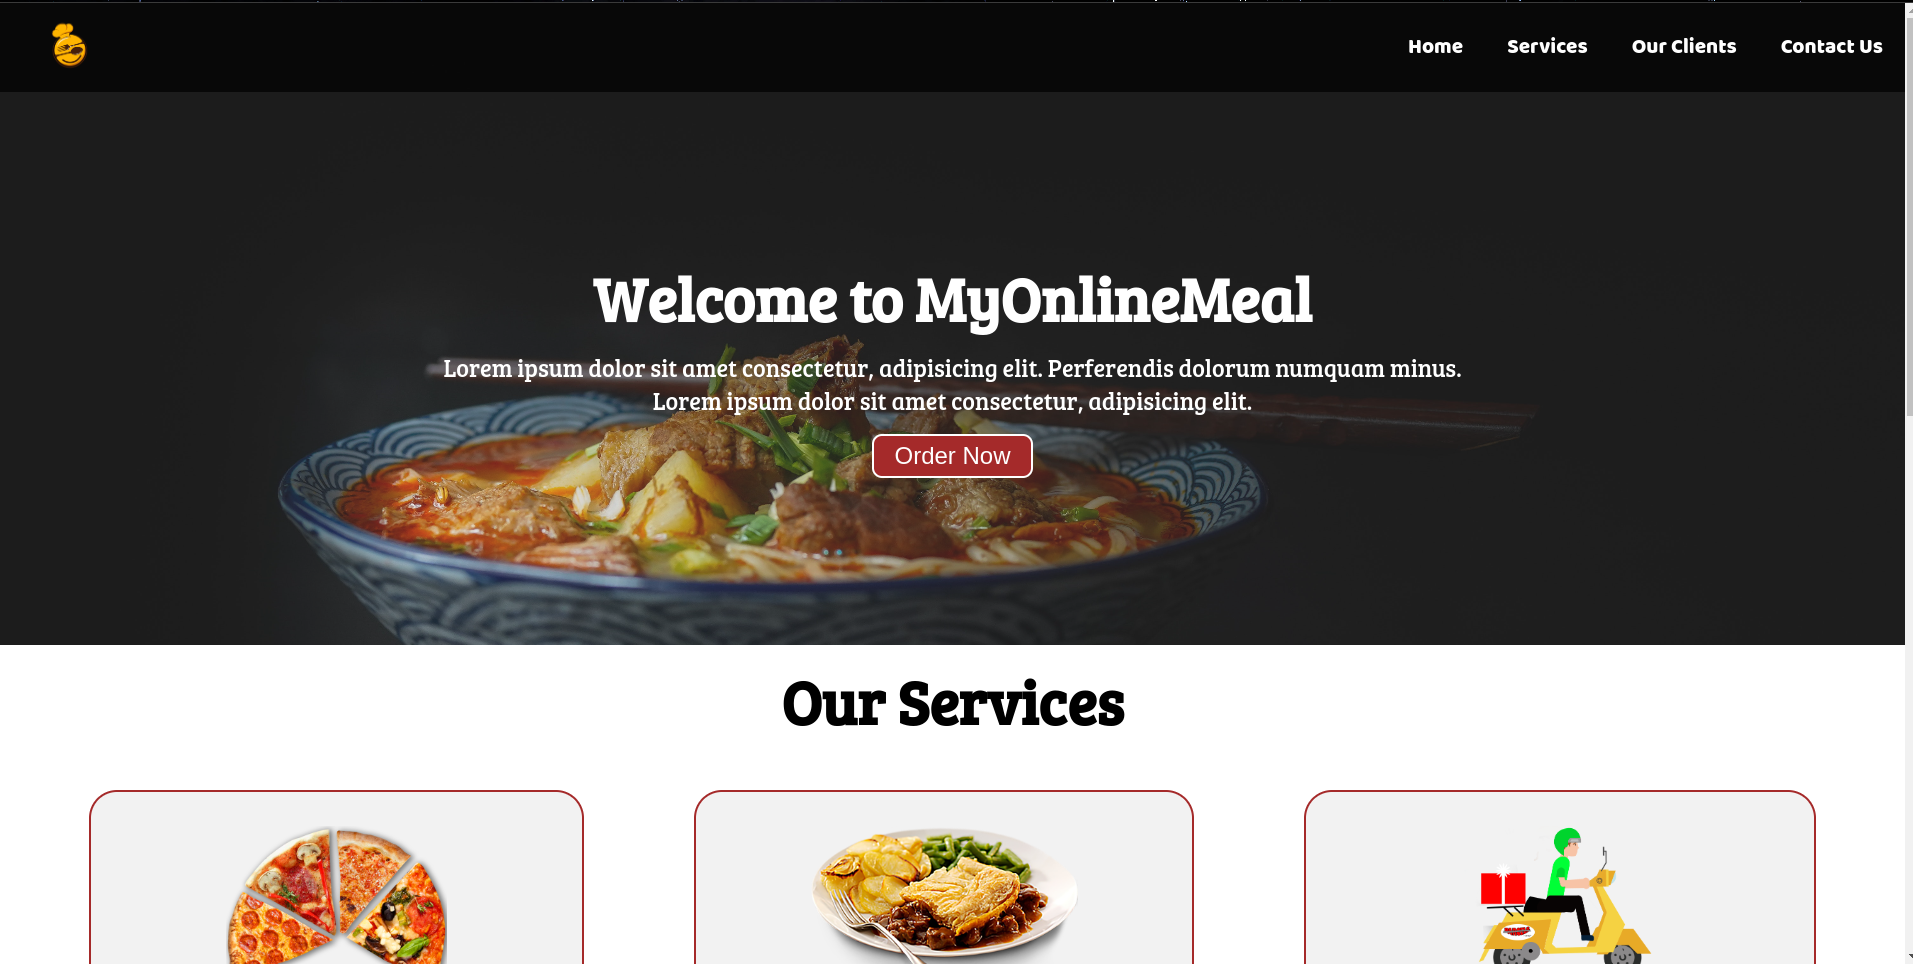 Home Services Our Clients Contact Us
Welcome to MyOnlineMeal
Lorem ipsum dolor sit amet consectetur, adipisicing elit. Perferendis dolorum numquam minus.
Lorem ipsum dolor sit amet consectetur, adipisicing elit.
Order Now
Our Services